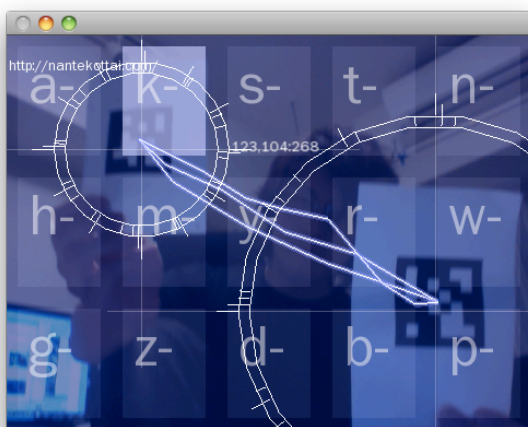 http://nantekottai.com/
a- k- s- t- n-
123,104:268
h- m- y- r- w-
g- z- d- b- p-